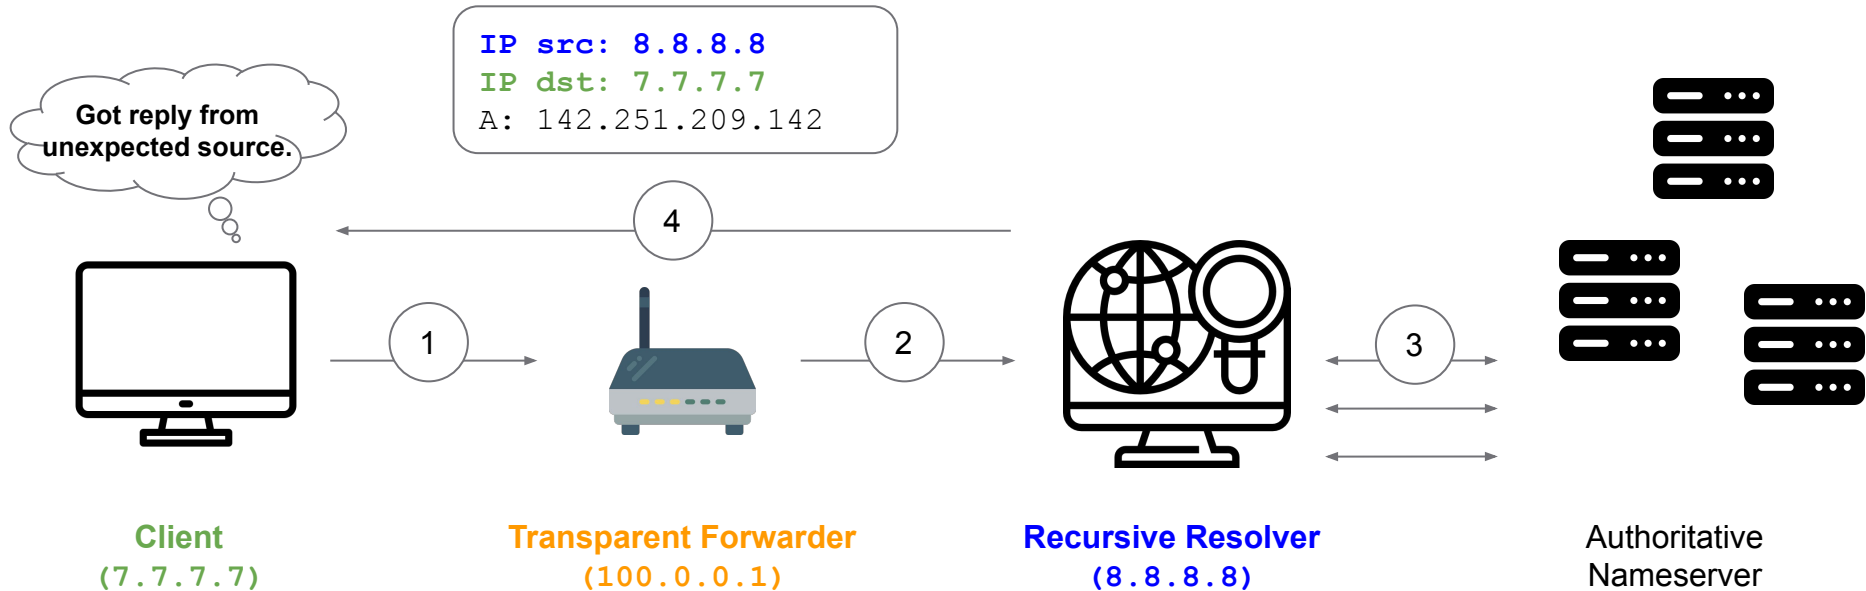 IP src: 8.8.8.8
IP dst: 7.7.7.7
A: 142.251.209.142
Got reply from
unexpected source.
4
1
2
3
Client
(7.7.7.7)
Transparent Forwarder
(100.0.0.1)
Recursive Resolver
(8.8.8.8)
Authoritative
Nameserver